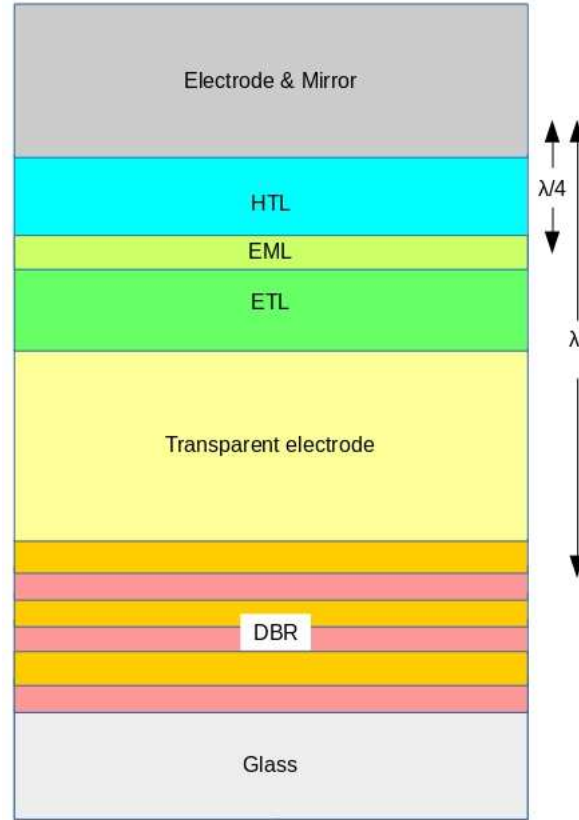 Electrode & Mirror
λ/4
HTL
EML
ETL
λ
Transparent electrode
DBR
Glass